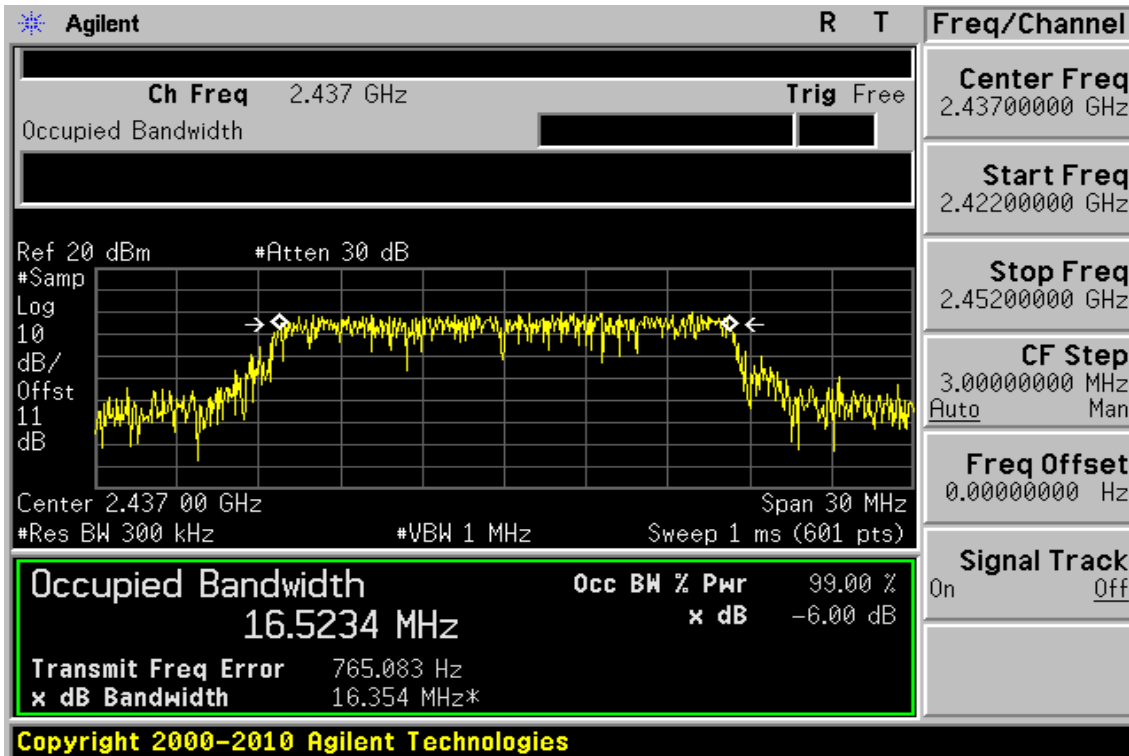 Agilent R T
Ch Freq 2.437 GHz Trig Free
Occupied Bandwidth
Ref 20 dBm #Atten 30 dB
#Samp
Log
10
dB/
Offst
11
dB
Center 2.437 00 GHz Span 30 MHz
#Res BW 300 kHz #VBW 1 MHz Sweep 1 ms (601 pts)
Occupied Bandwidth Occ BW % Pwr 99.00 %
16.5234 MHz x dB -6.00 dB
Transmit Freq Error 765.083 Hz
x dB Bandwidth 16.354 MHz*
Copyright 2000-2010 Agilent Technologies
Freq/Channel
Center Freq
2.43700000 GHz
Start Freq
2.42200000 GHz
Stop Freq
2.45200000 GHz
CF Step
3.00000000 MHz
Auto Man
Freq Offset
0.00000000 Hz
Signal Track
On Off